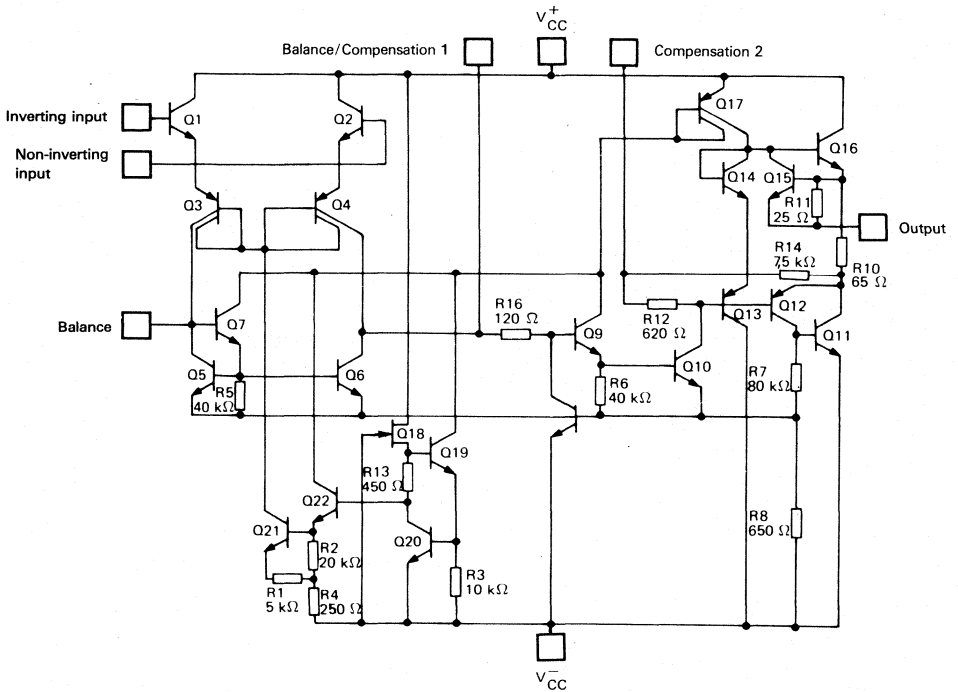 V+CC
Balance/Compensation 1
Compensation 2
Inverting input
Q1
Q2
Q17
Non-inverting
input
Q16
Q14
Q15
R11
25 Ω
Q3
Q4
Output
R14
75 kΩ
R10
65 Ω
R16
120 Ω
R12
620 Ω
Q13
Q12
Balance
Q7
Q9
Q11
Q5
R5
40 kΩ
Q6
R6
40 kΩ
Q10
R7
80 kΩ
Q18
Q19
R13
450 Ω
Q22
Q21
Q20
R8
650 Ω
R2
20 kΩ
R3
10 kΩ
R1
5 kΩ
R4
250 Ω
V−CC